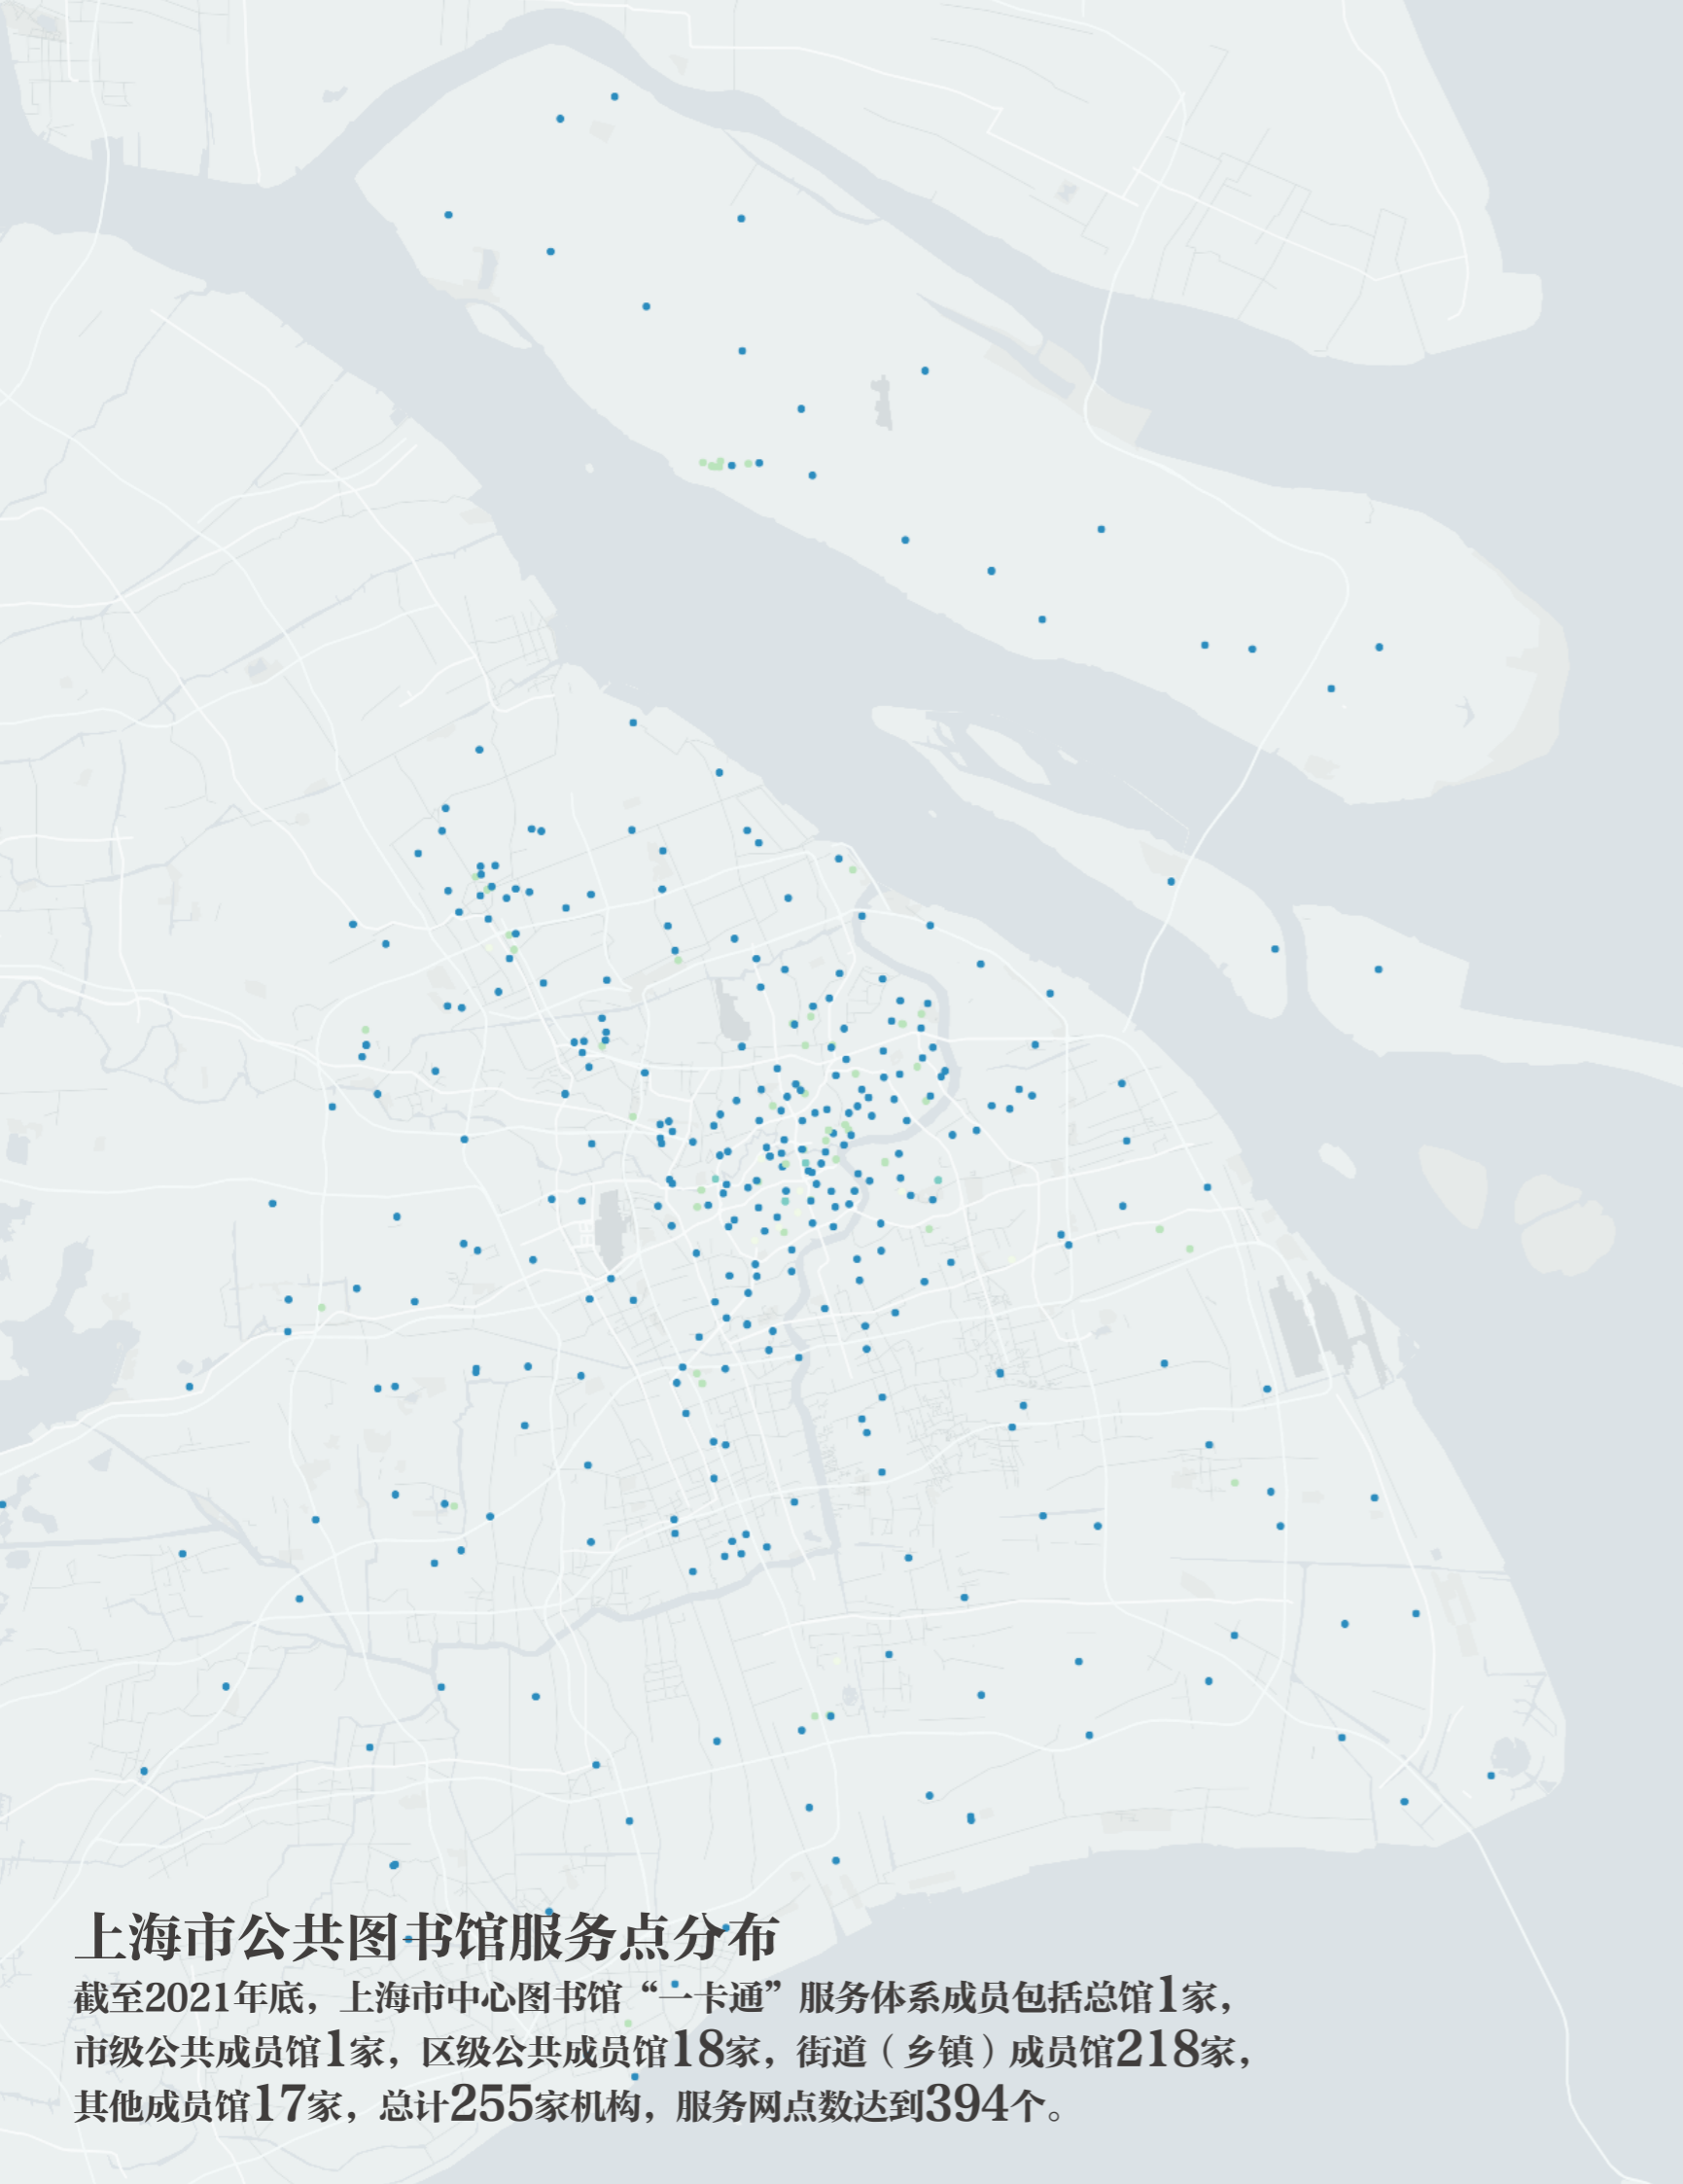 上海市公共图书馆服务点分布
截至2021年底，上海市中心图书馆“一卡通”服务体系成员包括总馆1家，
市级公共成员馆1家，区级公共成员馆18家，街道（乡镇）成员馆218家，
其他成员馆17家，总计255家机构，服务网点数达到394个。